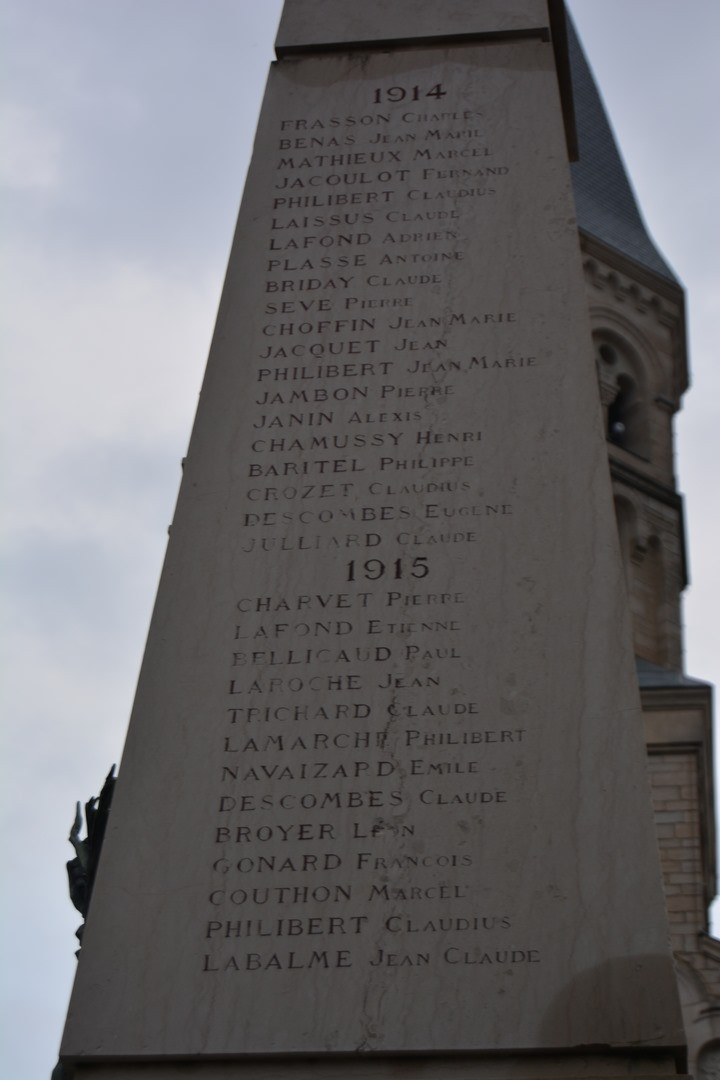 1914
FRASSON CHARLES
BENAS JEAN MARIE
MATHIEUX MARCEL
JACOULOT FERNAND
PHILIBERT CLAUDIUS
LAISSUS CLAUDE
LAFOND ADRIEN
PLASSE ANTOINE
BRIDAY CLAUDE
SEVE PIERRE
CHOFFIN JEAN MARIE
JACQUET JEAN
PHILIBERT JEAN MARIE
JAMBON PIERRE
JANIN ALEXIS
CHAMUSSY HENRI
BARITEL PHILIPPE
CROZET CLAUDIUS
DESCOMBES EUGENE
JULLIARD CLAUDE
1915
CHARVET PIERRE
LAFOND ETIENNE
BELLICAUD PAUL
LAROCHE JEAN
TRICHARD CLAUDE
LAMARCHE PHILIBERT
NAVAIZARD EMILE
DESCOMBES CLAUDE
BROYER LÉON
GONARD FRANCOIS
COUTHON MARCEL
PHILIBERT CLAUDIUS
LABALME JEAN CLAUDE